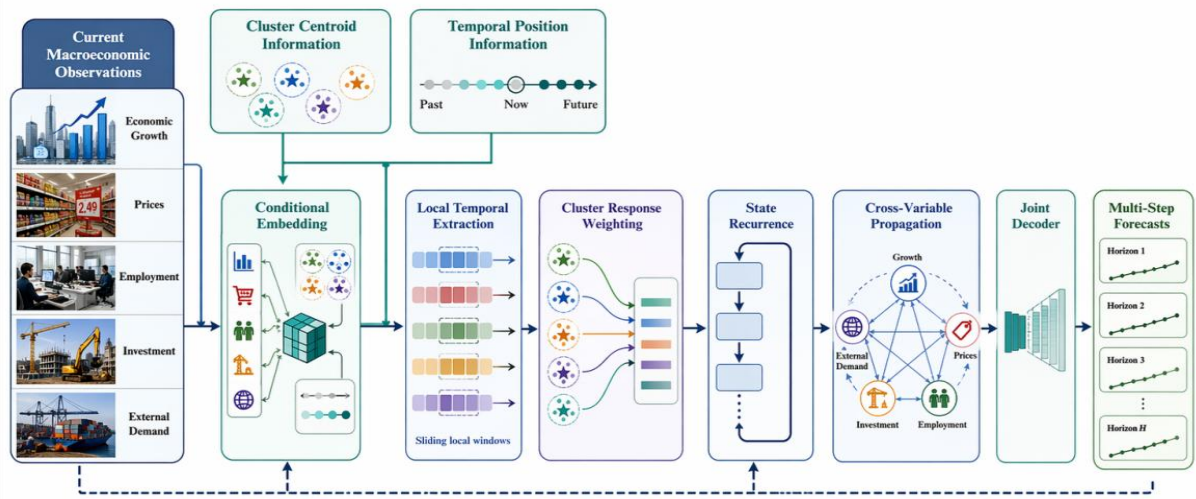 Current
Macroeconomic
Observations
Economic
Growth
Prices
2.49
Employment
Investment
External
Demand
Cluster Centroid
Information
Temporal Position
Information
Past
Now
Future
Conditional
Embedding
Local Temporal
Extraction
Sliding local windows
Cluster Response
Weighting
State
Recurrence
Cross-Variable
Propagation
Growth
External
Demand
Prices
Investment
Employment
Joint
Decoder
Multi-Step
Forecasts
Horizon 1
Horizon 2
Horizon 3
Horizon H